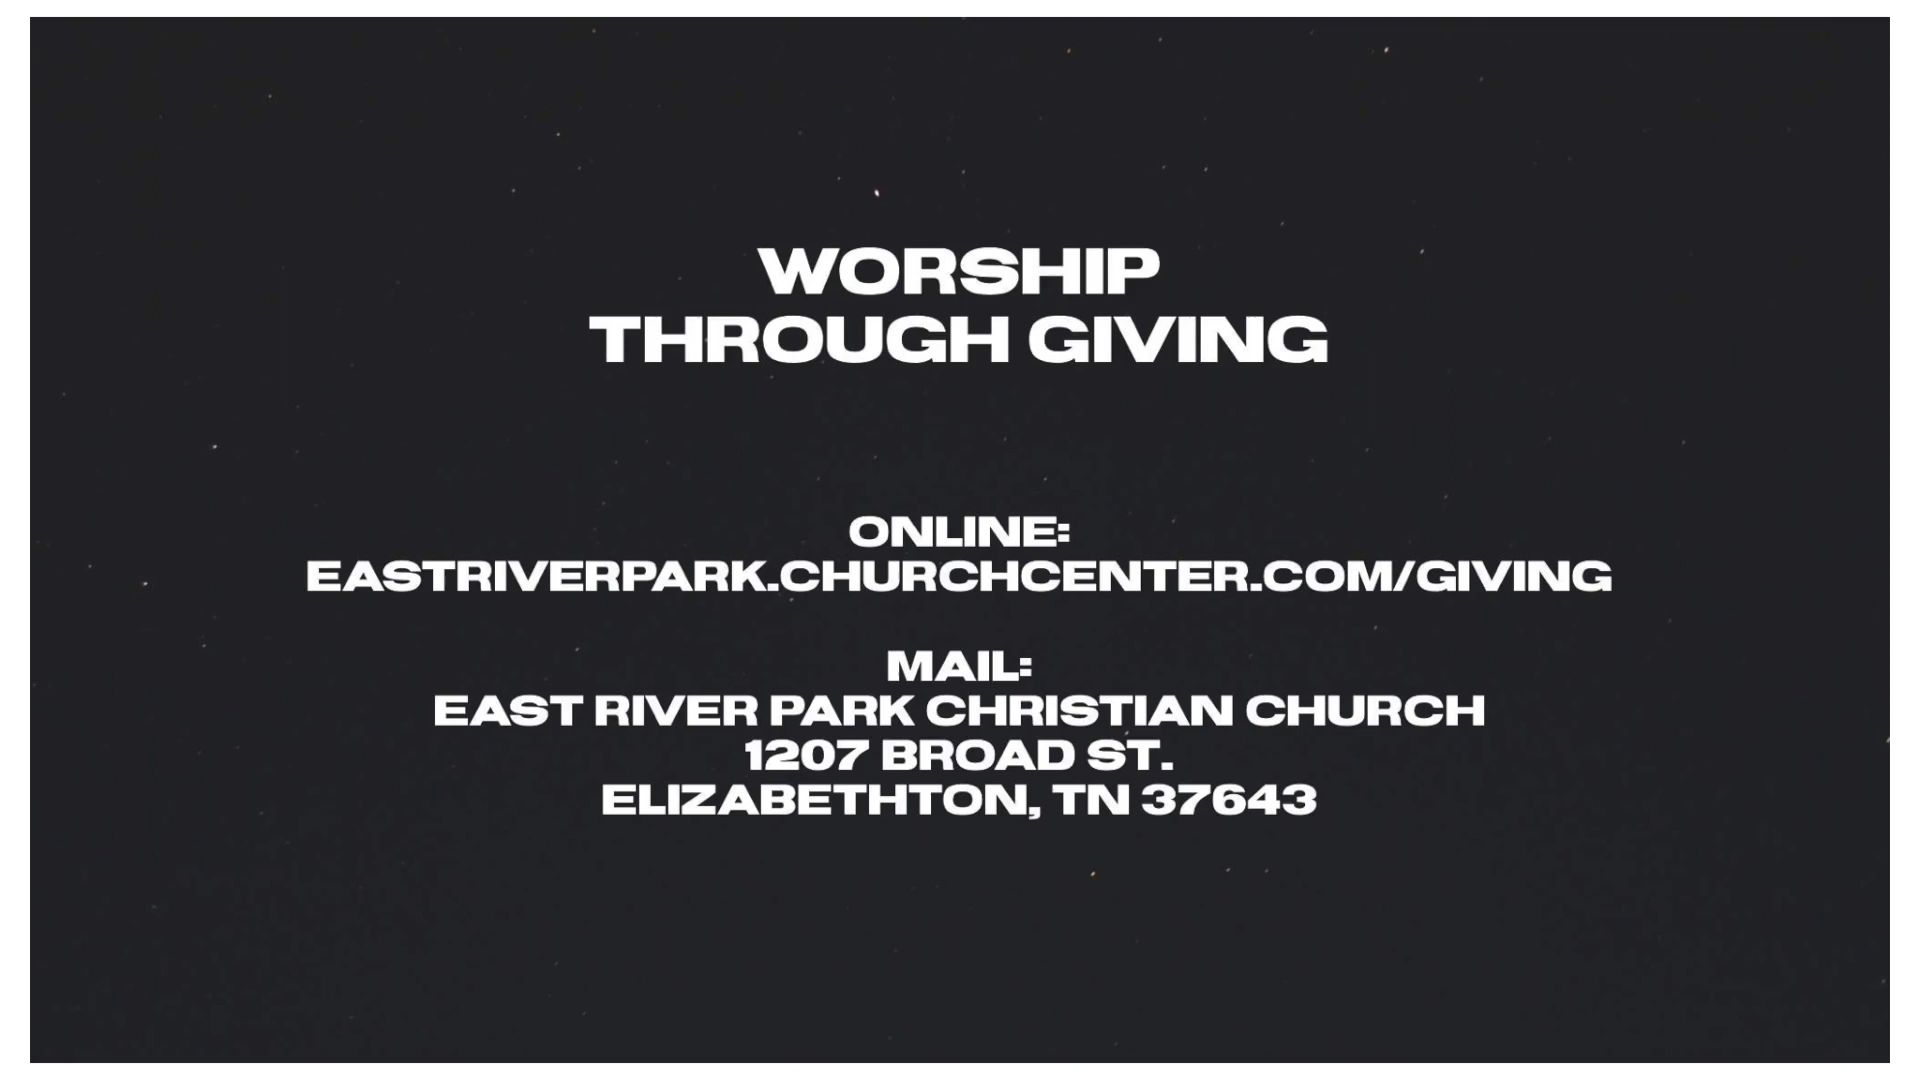 WORSHIP
THROUGH GIVING
ONLINE:
EASTRIVERPARK.CHURCHCENTER.COM/GIVING
MAIL:
EAST RIVER PARK CHRISTIAN CHURCH
1207 BROAD ST.
ELIZABETHTON, TN 37643